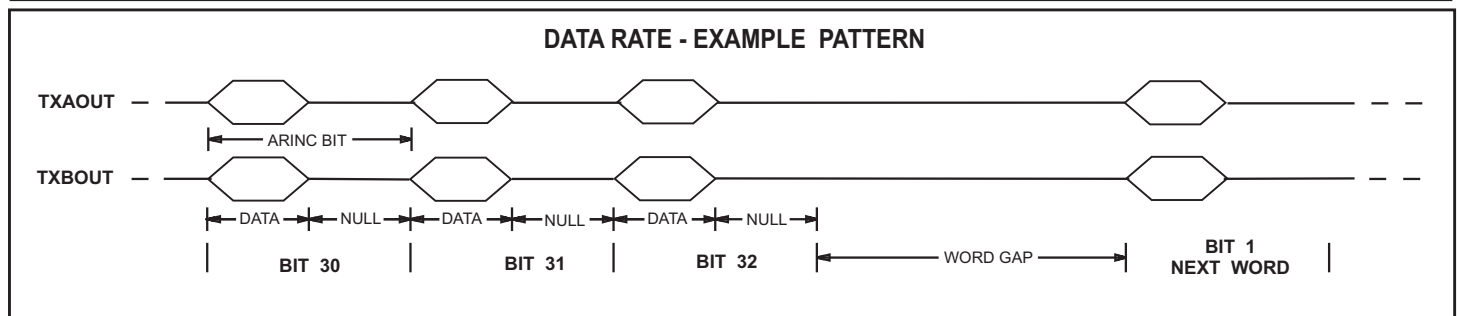 DATA RATE - EXAMPLE PATTERN
TXAOUT
ARINC BIT
TXBOUT
DATA NULL DATA NULL DATA NULL
BIT 30 BIT 31 BIT 32 WORD GAP BIT 1
NEXT WORD